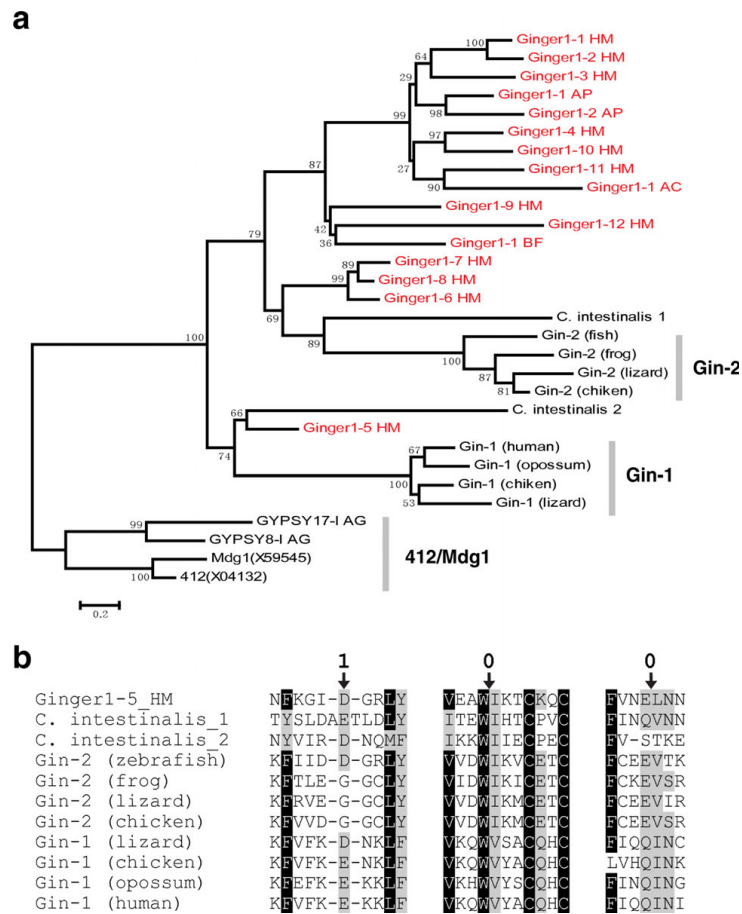 a
Ginger1-1 HM
100
Ginger1-2 HM
64
Ginger1-3 HM
29
Ginger1-1 AP
98
Ginger1-2 AP
99
Ginger1-4 HM
97
Ginger1-10 HM
27
Ginger1-11 HM
90
Ginger1-1 AC
87
Ginger1-9 HM
42
Ginger1-12 HM
36
Ginger1-1 BF
79
Ginger1-7 HM
89
Ginger1-8 HM
99
Ginger1-6 HM
69
C. intestinalis 1
89
Gin-2 (fish)
100
Gin-2 (frog)
87
Gin-2 (lizard)
81
Gin-2 (chiken)
Gin-2
100
C. intestinalis 2
66
Ginger1-5 HM
74
Gin-1 (human)
67
Gin-1 (opossum)
100
Gin-1 (chiken)
53
Gin-1 (lizard)
Gin-1
GYPSY17-I AG
99
GYPSY8-I AG
Mdg1(X59545)
100
412(X04132)
412/Mdg1
0.2
b
1 0 0
Ginger1-5_HM NFKGI-D-GRLY VEAWIKTCKQC FVNELNN
C. intestinalis_1 TYSLDAETLDLY ITEWIHTCPVC FINQVNN
C. intestinalis_2 NYVIRD-NQMF IKKWIIECPEC FV-STKE
Gin-2 (zebrafish) KFIID-D-GRLY VVDWIKVCETC FCEEVTK
Gin-2 (frog) KFTLE-G-GCLY VIDWIKICETC FCKEVSR
Gin-2 (lizard) KFRVE-G-GCLY VVDWIKMCETC FCEEVIR
Gin-2 (chicken) KFVVD-G-GCLY VVDWIKMCETC FCEEVSR
Gin-1 (lizard) KFVFK-D-NKLF VKQWVSACQHC FIQQINC
Gin-1 (chicken) KFVFK-E-NKLF VKQWVYACQHC LVHQINK
Gin-1 (opossum) KFEFK-E-KKLF VKHWVYSCQHC FINQING
Gin-1 (human) KFVFK-E-NKLF VKQWVYACQHC FIQQINI